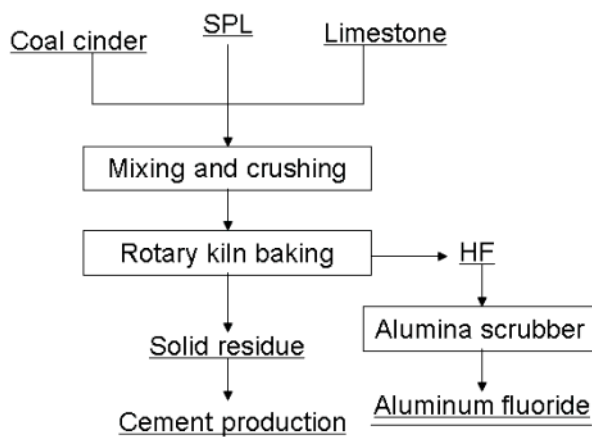 Coal cinder
SPL
Limestone
Mixing and crushing
Rotary kiln baking
HF
Solid residue
Alumina scrubber
Cement production
Aluminum fluoride